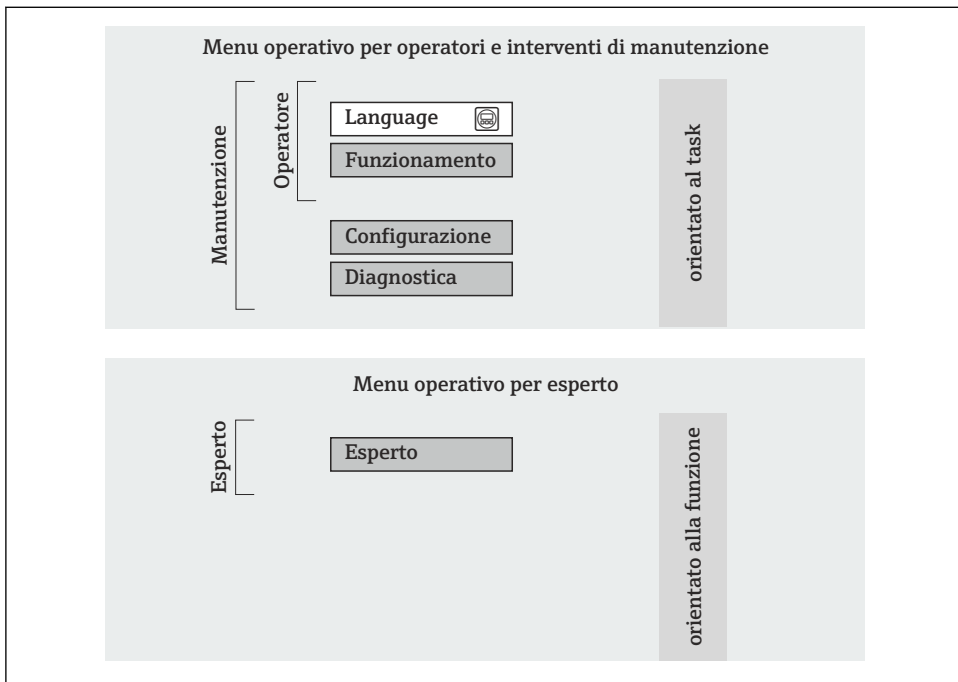 Menu operativo per operatori e interventi di manutenzione
Manutenzione
Operatore
Language
Funzionamento
Configurazione
Diagnostica
orientato al task
Menu operativo per esperto
Esperto
Esperto
orientato alla funzione